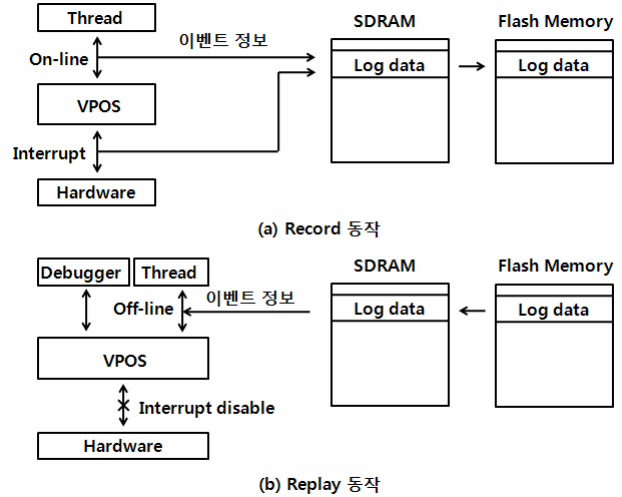 Thread
SDRAM
Flash Memory
이벤트 정보
On-line
Log data
Log data
VPOS
Interrupt
Hardware
(a) Record 동작
Debugger
Thread
SDRAM
Flash Memory
이벤트 정보
Off-line
Log data
Log data
VPOS
Interrupt disable
Hardware
(b) Replay 동작